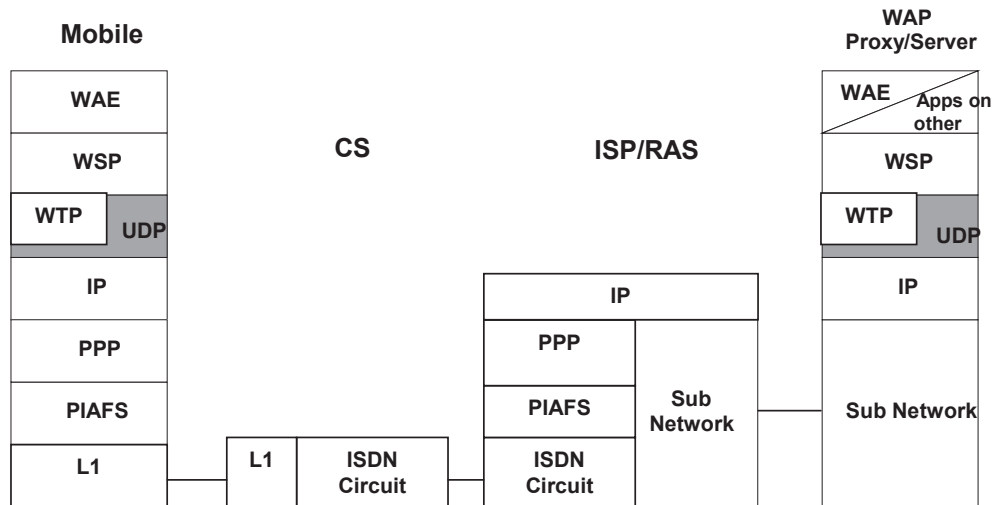 Mobile
WAE
WSP
WTP
UDP
IP
PPP
PIAFS
L1
CS
L1
ISDN
Circuit
ISP/RAS
IP
PPP
PIAFS
ISDN
Circuit
Sub
Network
WAP
Proxy/Server
WAE
Apps on
other
WSP
WTP
UDP
IP
Sub Network